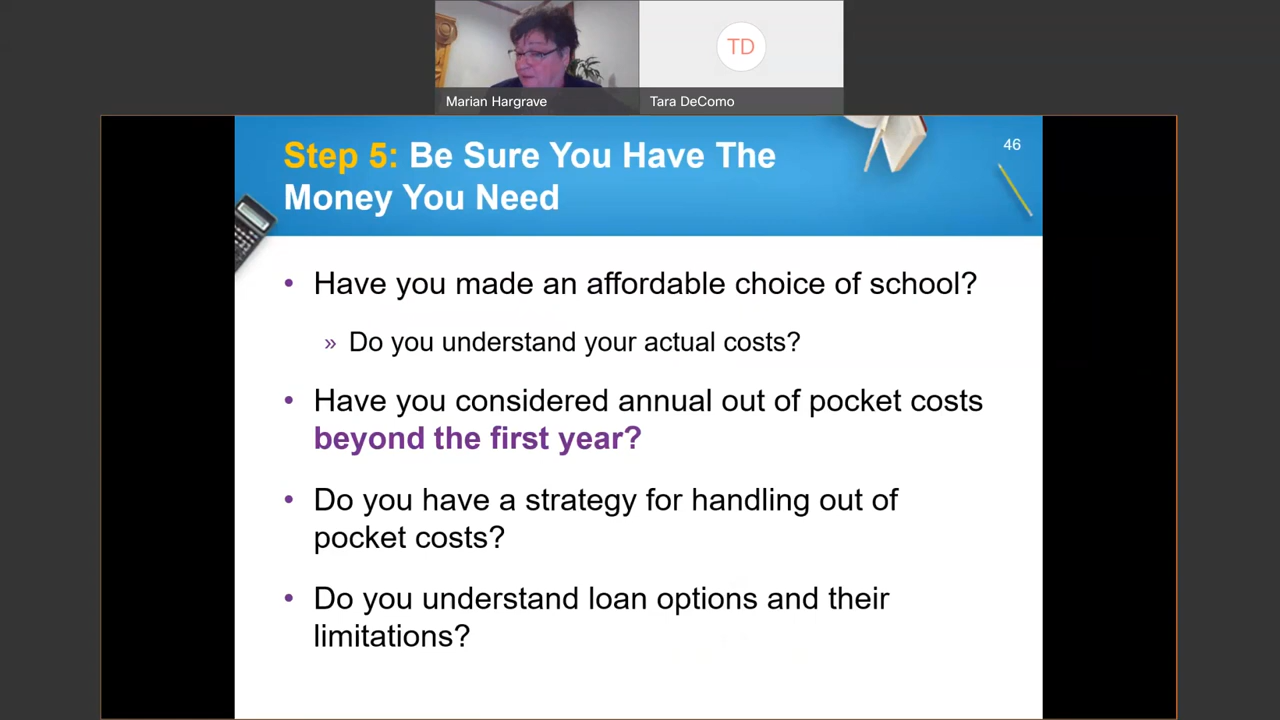 TD
Marian Hargrave
Tara DeComo
46
Step 5: Be Sure You Have The
Money You Need
• Have you made an affordable choice of school?
» Do you understand your actual costs?
• Have you considered annual out of pocket costs
beyond the first year?
• Do you have a strategy for handling out of
pocket costs?
• Do you understand loan options and their
limitations?